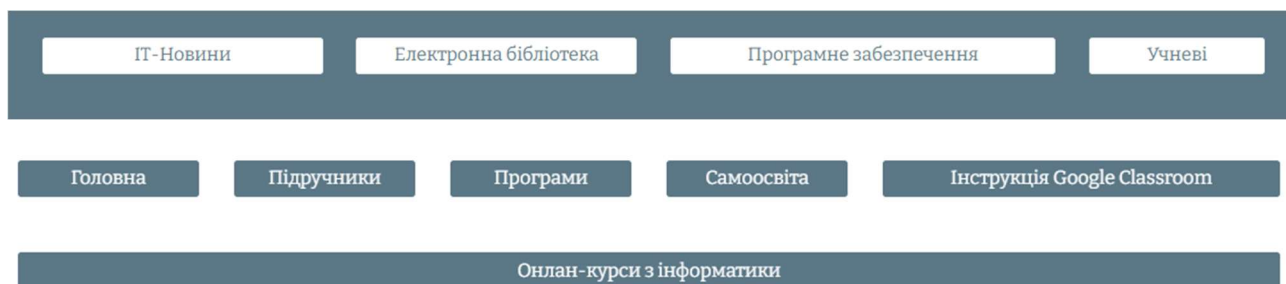 ІТ-Новини Електронна бібліотека Програмне забезпечення Учневі
Головна Підручники Програми Самоосвіта Інструкція Google Classroom
Онлан-курси з інформатики